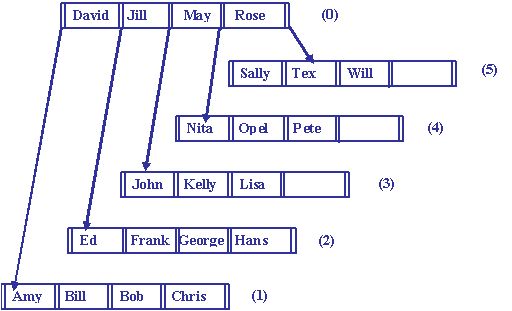 David Jill May Rose (0)
Sally Tex Will (5)
Nita Opel Pete (4)
John Kelly Lisa (3)
Ed Frank George Hans (2)
Amy Bill Bob Chris (1)